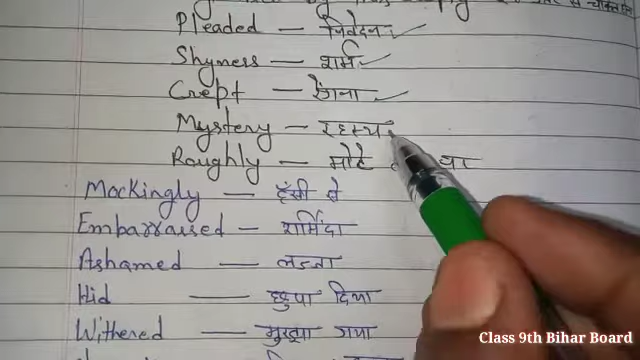 Pleaded — निवेदन
Shyness — शर्म
Crept — रेंगना
Mystery — रहस्य
Roughly — मोटे
Mockingly — हँसी से
Embarraised — शर्मिंदा
Ashamed — लज्जा
Hid — छुपा दिया
Withered — मुरझा गया
Class 9th Bihar Board